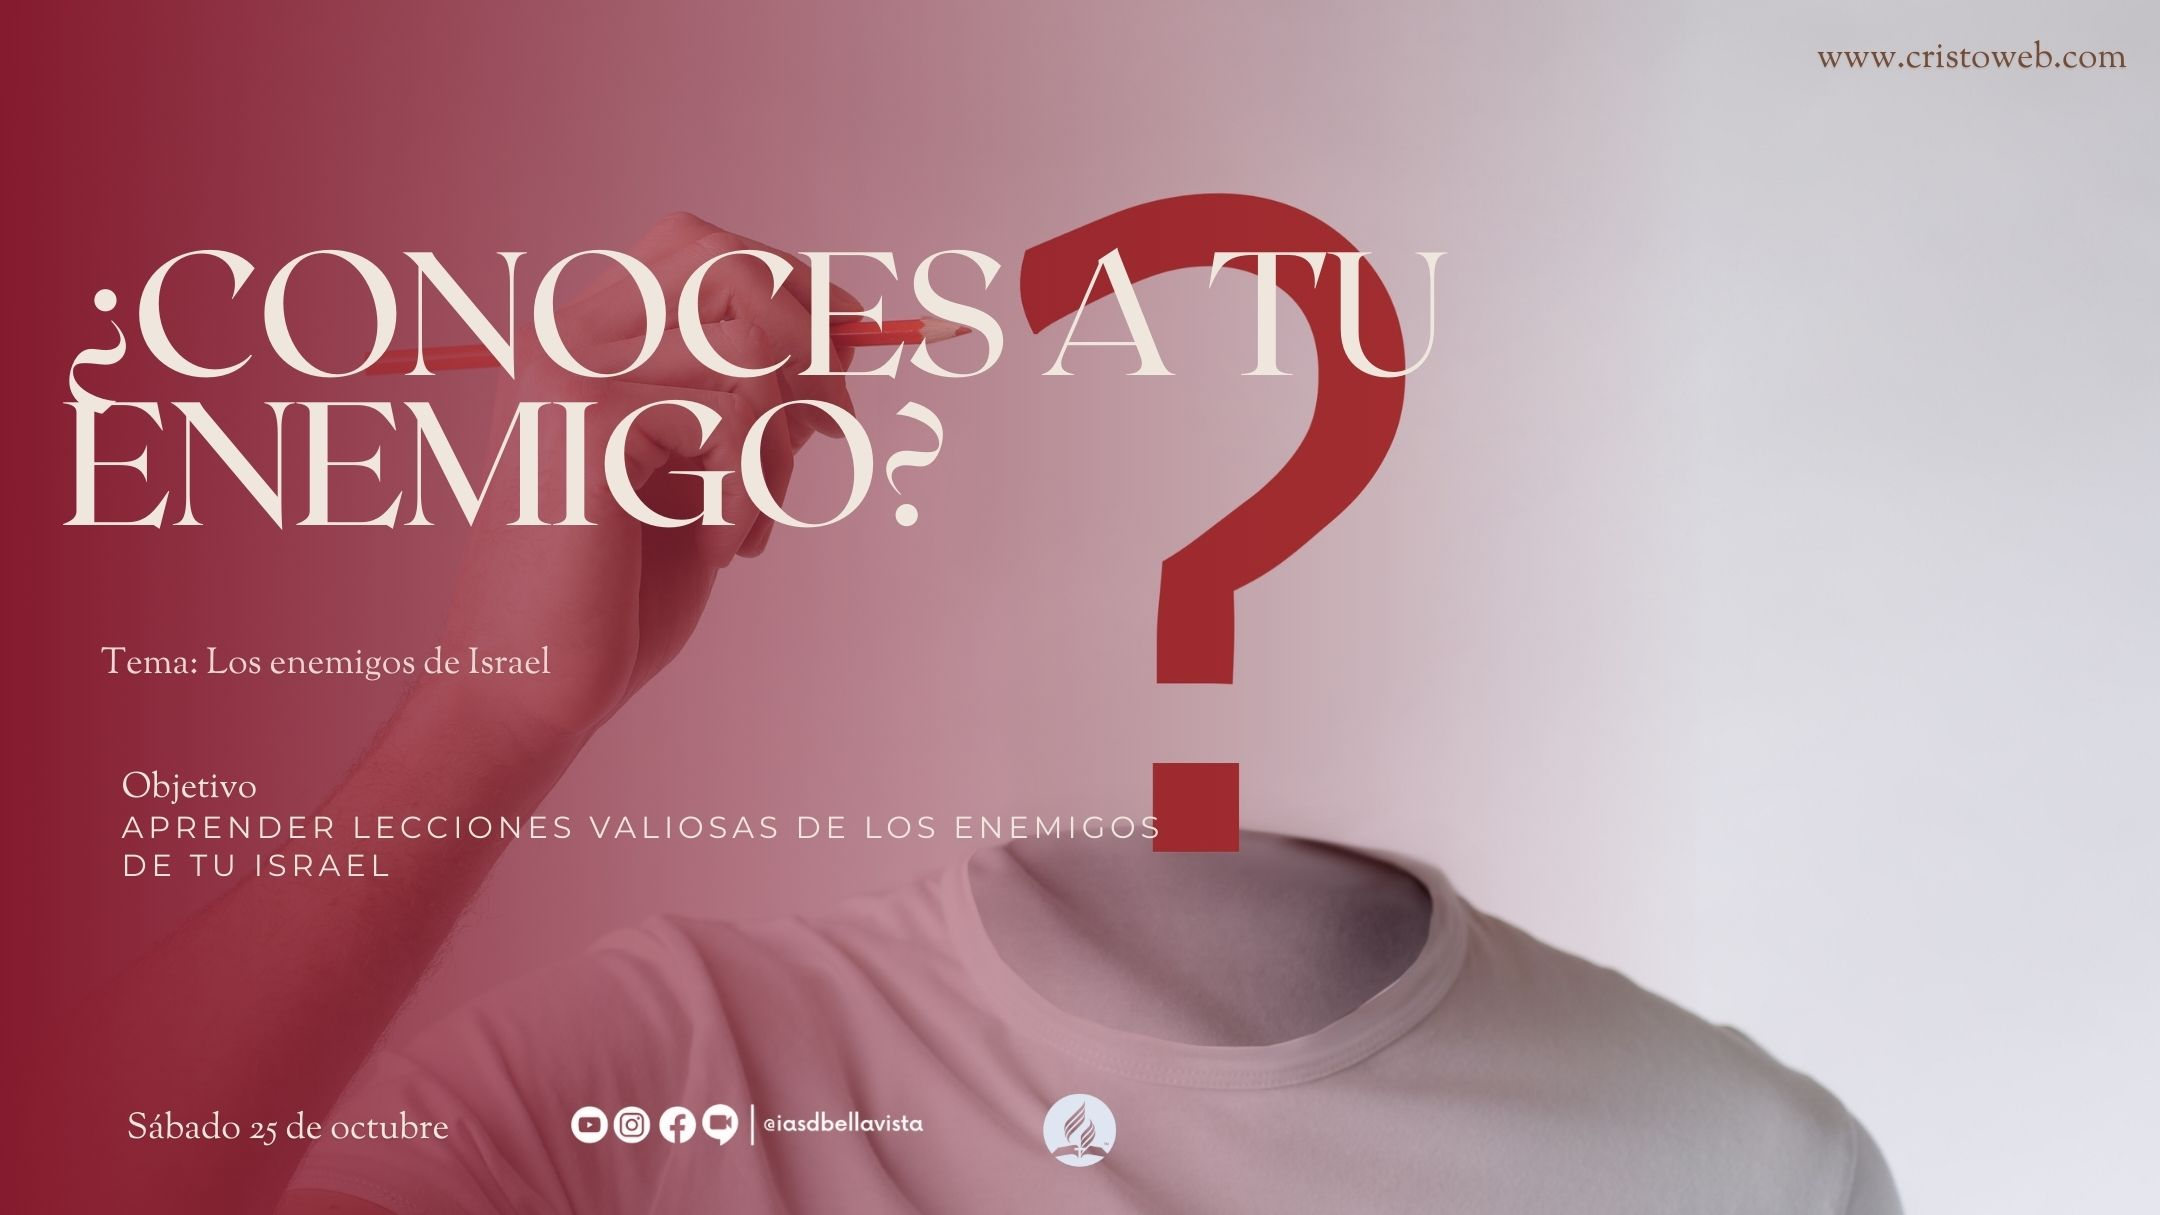 www.cristoweb.com
¿CONOCES A TU
ENEMIGO?
Tema: Los enemigos de Israel
Objetivo
APRENDER LECCIONES VALIOSAS DE LOS ENEMIGOS
DE TU ISRAEL
Sábado 25 de octubre
@iasdbellavista